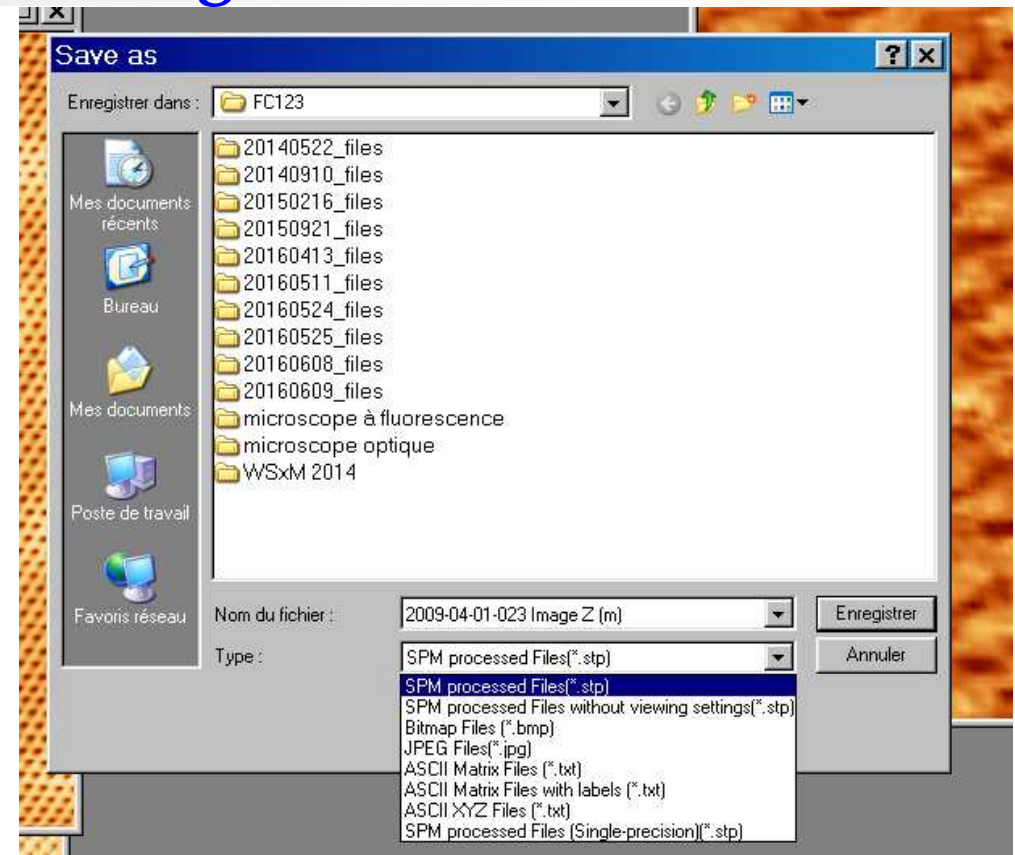 Save as
Enregistrer dans :
FC123
Mes documents
récents
Bureau
Mes documents
Poste de travail
Favoris réseau
20140522_files
20140910_files
20150216_files
20150921_files
20160413_files
20160511_files
20160524_files
20160525_files
20160608_files
20160609_files
microscope à fluorescence
microscope optique
WSxM 2014
Nom du fichier :
2009-04-01-023 Image Z (m)
Enregistrer
Type :
SPM processed Files(*.stp)
Annuler
SPM processed Files(*.stp)
SPM processed Files without viewing settings(*.stp)
Bitmap Files (*.bmp)
JPEG Files(*.jpg)
ASCII Matrix Files (*.txt)
ASCII Matrix Files with labels (*.txt)
ASCII XYZ Files (*.txt)
SPM processed Files (Single-precision)(*.stp)